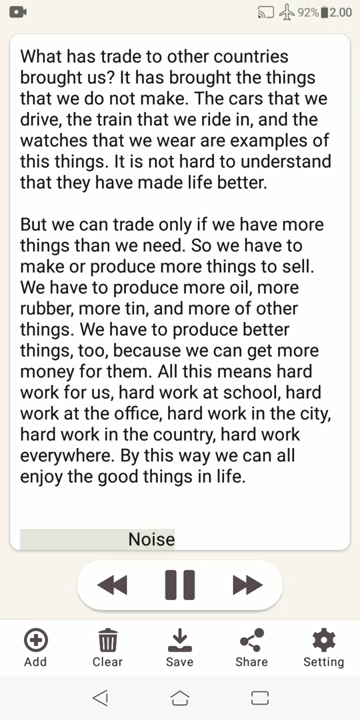 92% 2.00
What has trade to other countries
brought us? It has brought the things
that we do not make. The cars that we
drive, the train that we ride in, and the
watches that we wear are examples of
this things. It is not hard to understand
that they have made life better.
But we can trade only if we have more
things than we need. So we have to
make or produce more things to sell.
We have to produce more oil, more
rubber, more tin, and more of other
things. We have to produce better
things, too, because we can get more
money for them. All this means hard
work for us, hard work at school, hard
work at the office, hard work in the city,
hard work in the country, hard work
everywhere. By this way we can all
enjoy the good things in life.
Noise
Add Clear Save Share Setting